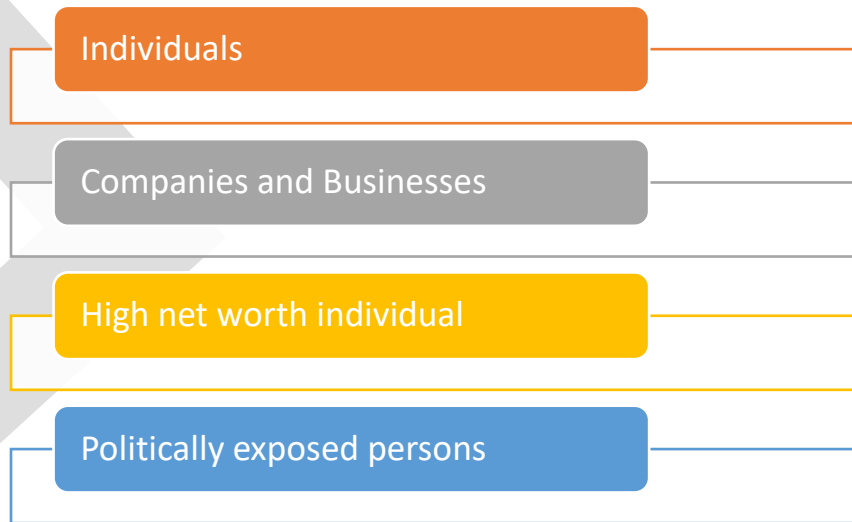 Individuals
Companies and Businesses
High net worth individual
Politically exposed persons